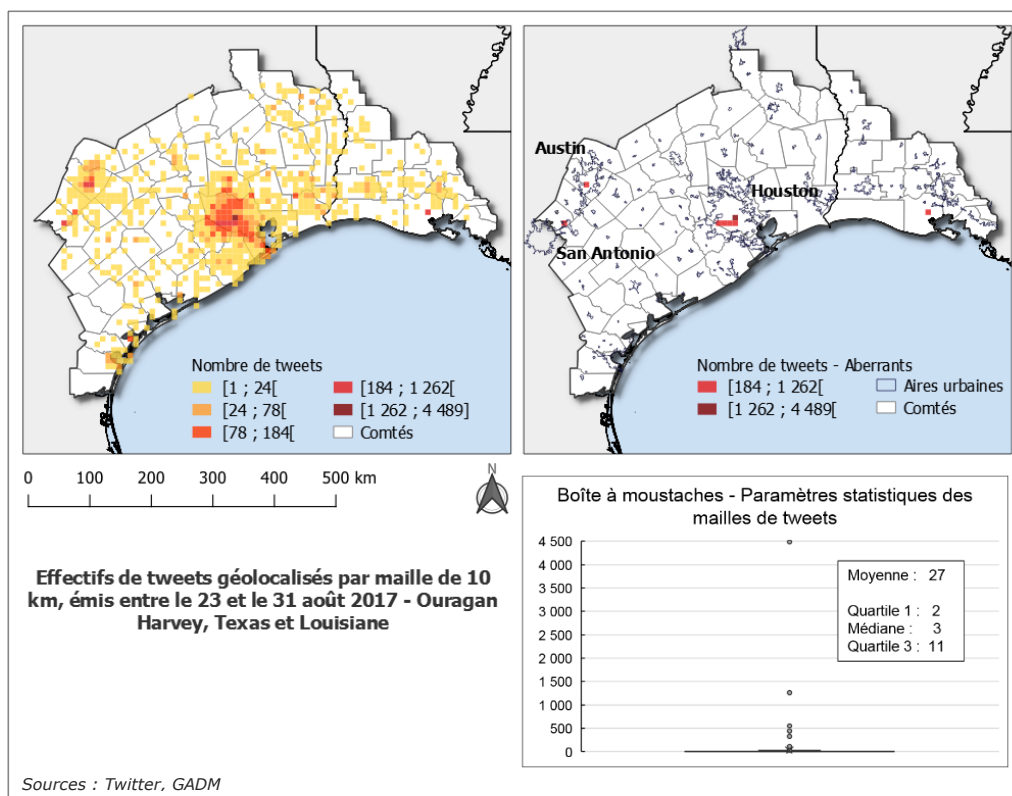 Nombre de tweets
[1 ; 24[
[24 ; 78[
[78 ; 184[
[184 ; 1 262[
[1 262 ; 4 489]
Comtés
Austin
Houston
San Antonio
Nombre de tweets - Aberrants
[184 ; 1 262[
[1 262 ; 4 489[
Aires urbaines
Comtés
0 100 200 300 400 500 km
N
Effectifs de tweets géolocalisés par maille de 10
km, émis entre le 23 et le 31 août 2017 - Ouragan
Harvey, Texas et Louisiane
Boîte à moustaches - Paramètres statistiques des
mailles de tweets
4 500
4 000
3 500
3 000
2 500
2 000
1 500
1 000
500
0
Moyenne : 27
Quartile 1 : 2
Médiane : 3
Quartile 3 : 11
Sources : Twitter, GADM